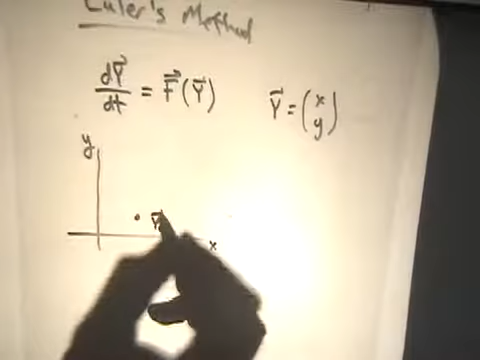 Euler's Method
dY⃗/dt = F⃗(Y⃗)  Y⃗ = (x y)
y
Y⃗
x